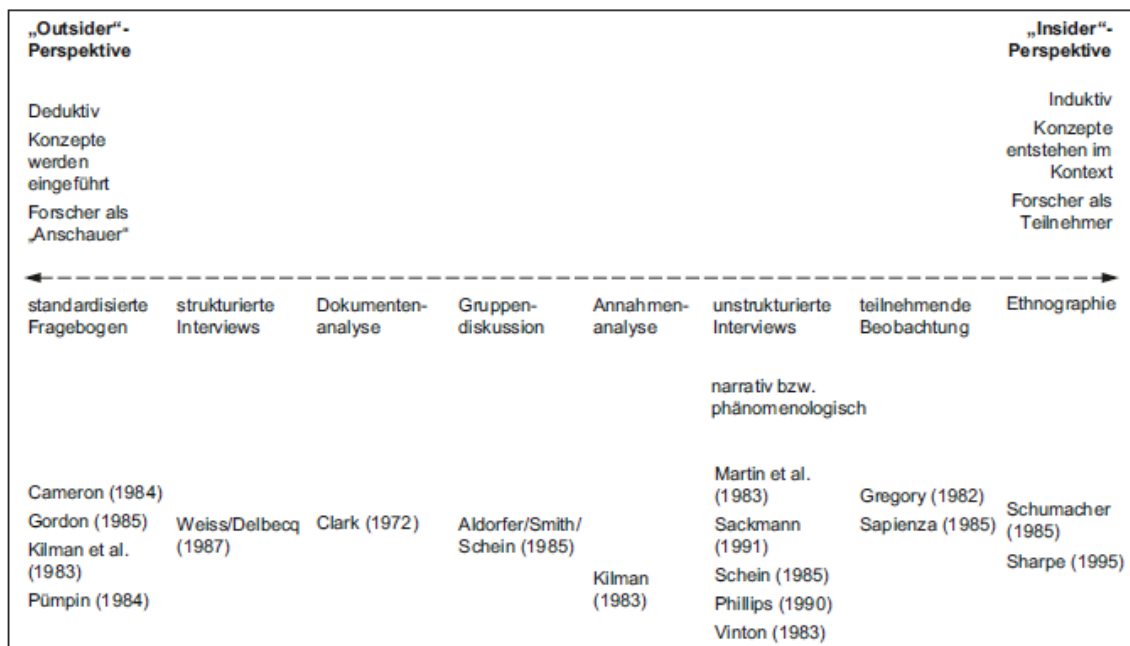 „Outsider“-
Perspektive
„Insider“-
Perspektive
Deduktiv
Konzepte
werden
eingeführt
Forscher als
„Anschauer“
Induktiv
Konzepte
entstehen im
Kontext
Forscher als
Teilnehmer
standardisierte
Fragebogen
strukturierte
Interviews
Dokumenten-
analyse
Gruppen-
diskussion
Annahmen-
analyse
unstrukturierte
Interviews
narrativ bzw.
phänomenologisch
teilnehmende
Beobachtung
Ethnographie
Cameron (1984)
Gordon (1985)
Kilman et al.
(1983)
Pümpin (1984)
Weiss/Delbecq
(1987)
Clark (1972)
Aldorfer/Smith/
Schein (1985)
Kilman
(1983)
Martin et al.
(1983)
Sackmann
(1991)
Schein (1985)
Phillips (1990)
Vinton (1983)
Gregory (1982)
Sapienza (1985)
Schumacher
(1985)
Sharpe (1995)